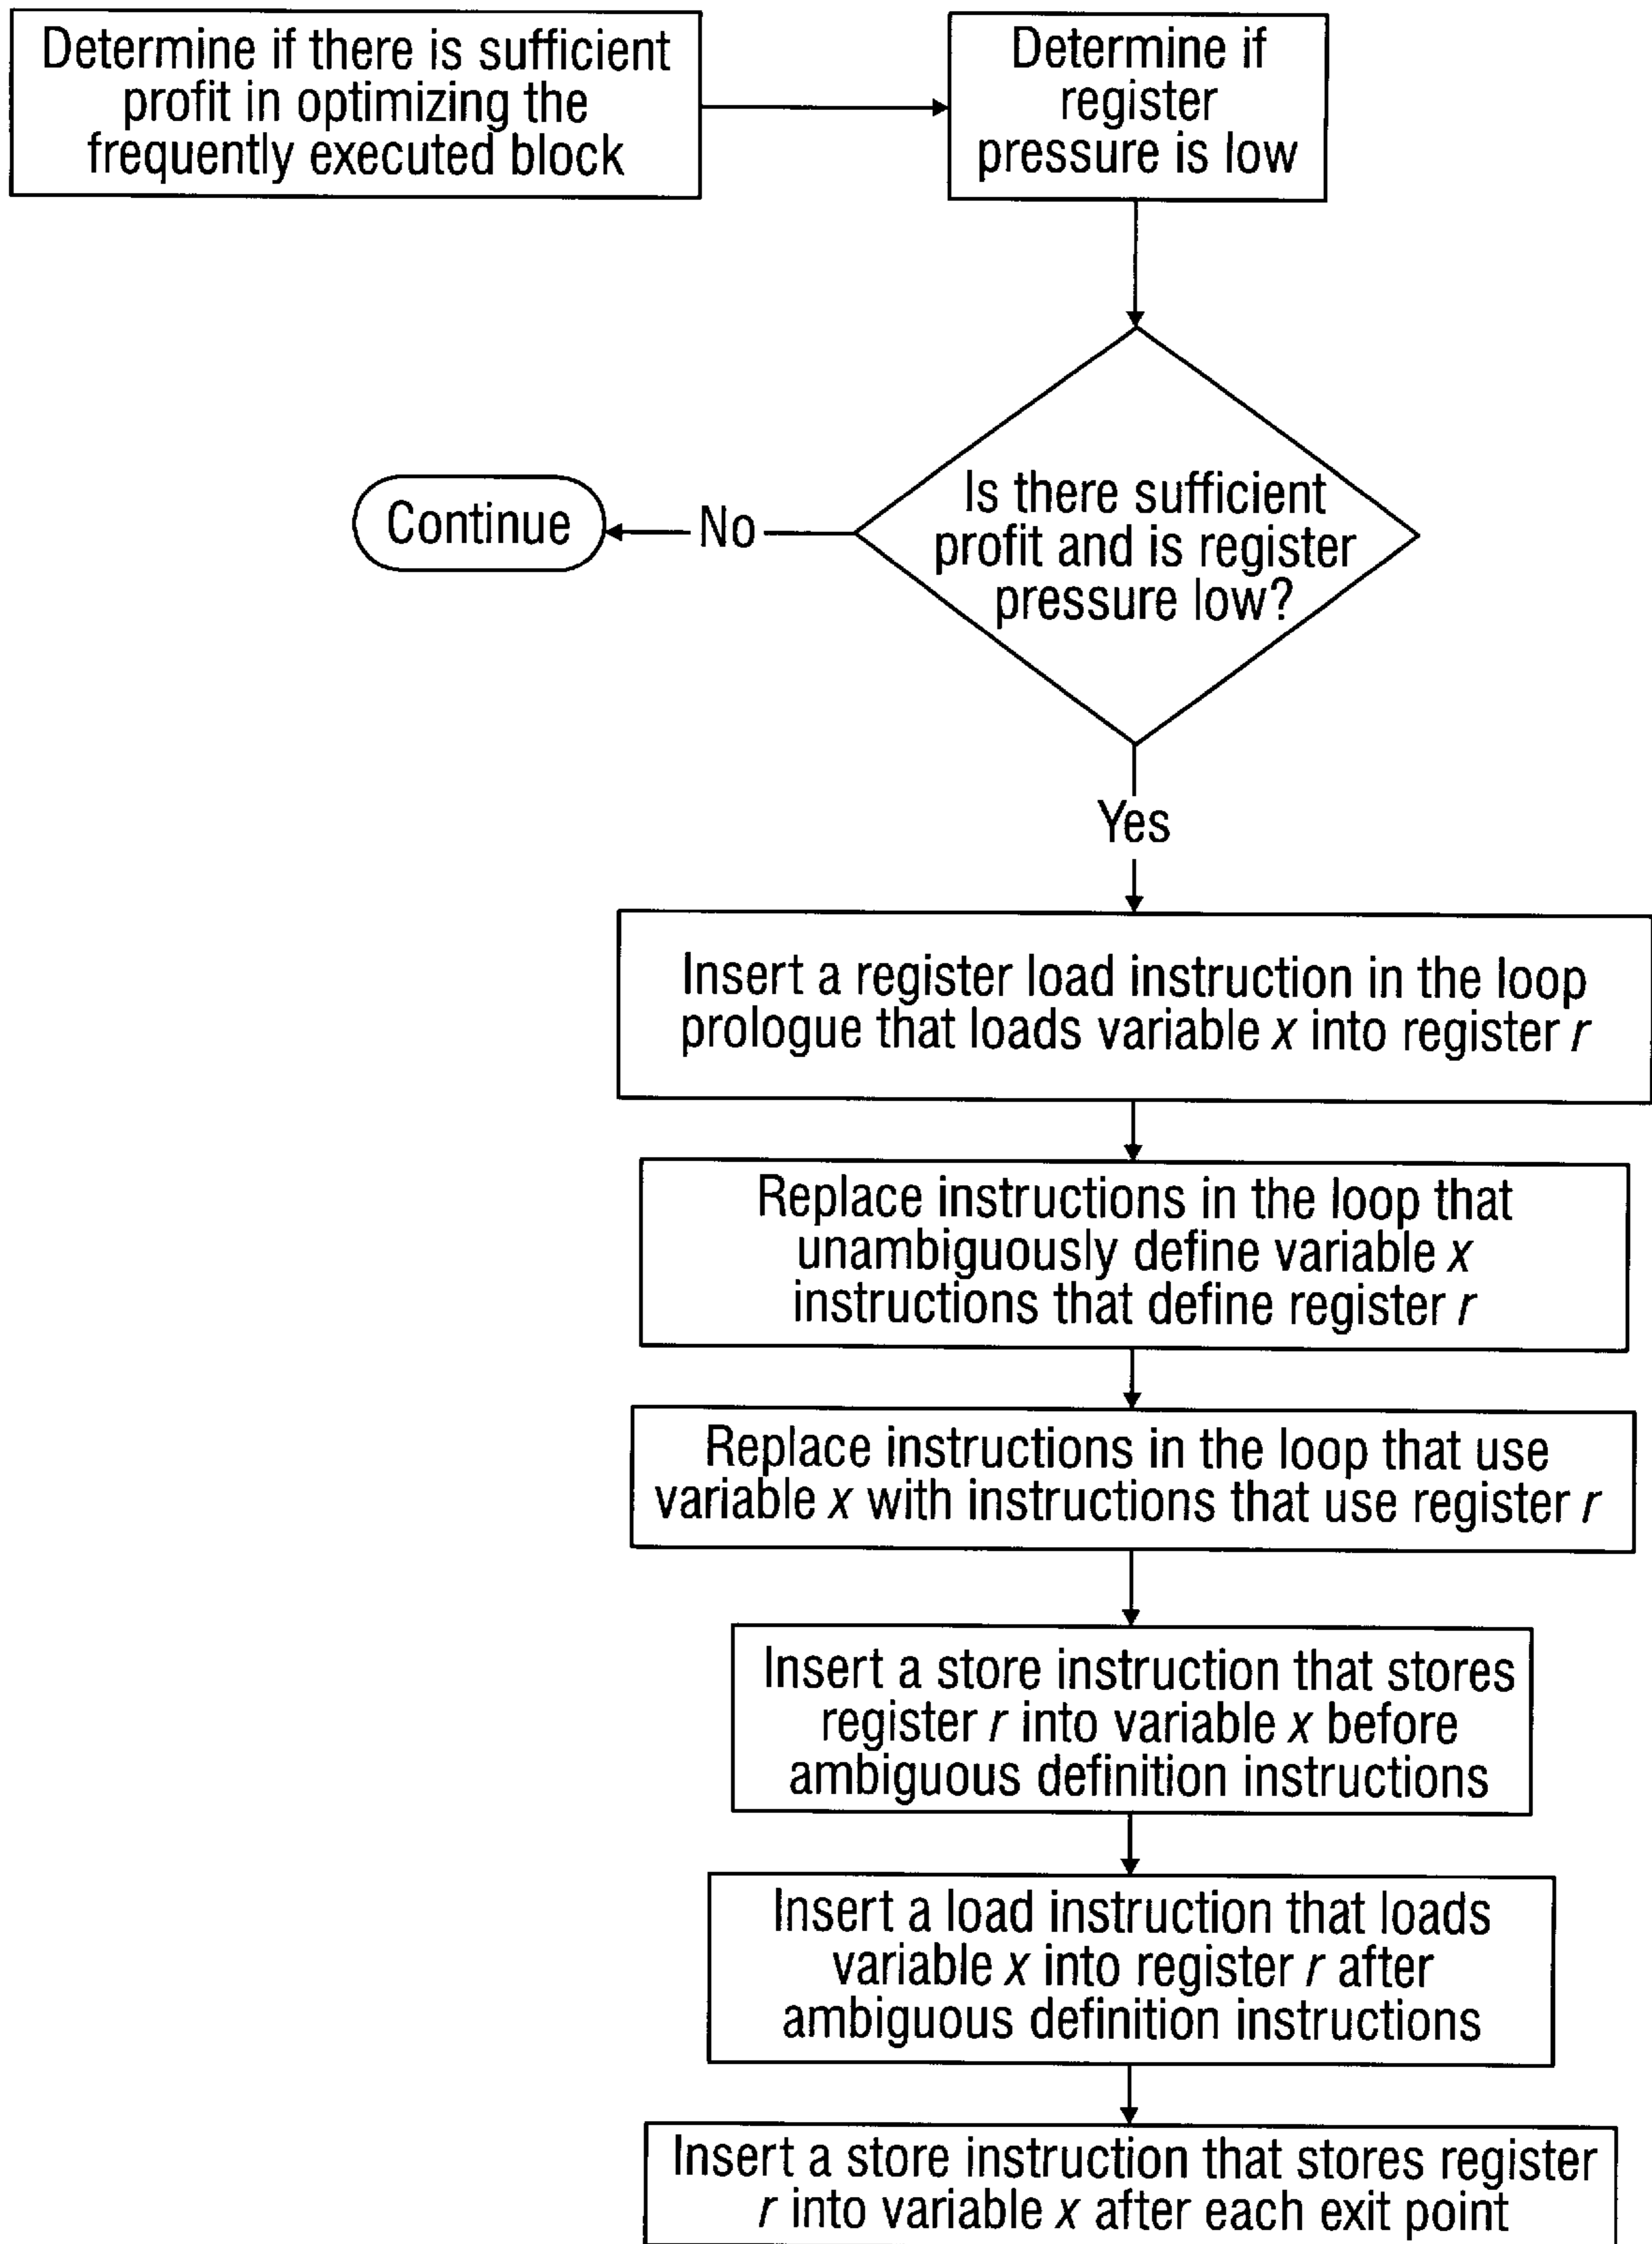 Determine if there is sufficient
profit in optimizing the
frequently executed block
Determine if
register
pressure is low
Is there sufficient
profit and is register
pressure low?
No
Continue
Yes
Insert a register load instruction in the loop
prologue that loads variable x into register r
Replace instructions in the loop that
unambiguously define variable x
instructions that define register r
Replace instructions in the loop that use
variable x with instructions that use register r
Insert a store instruction that stores
register r into variable x before
ambiguous definition instructions
Insert a load instruction that loads
variable x into register r after
ambiguous definition instructions
Insert a store instruction that stores register
r into variable x after each exit point